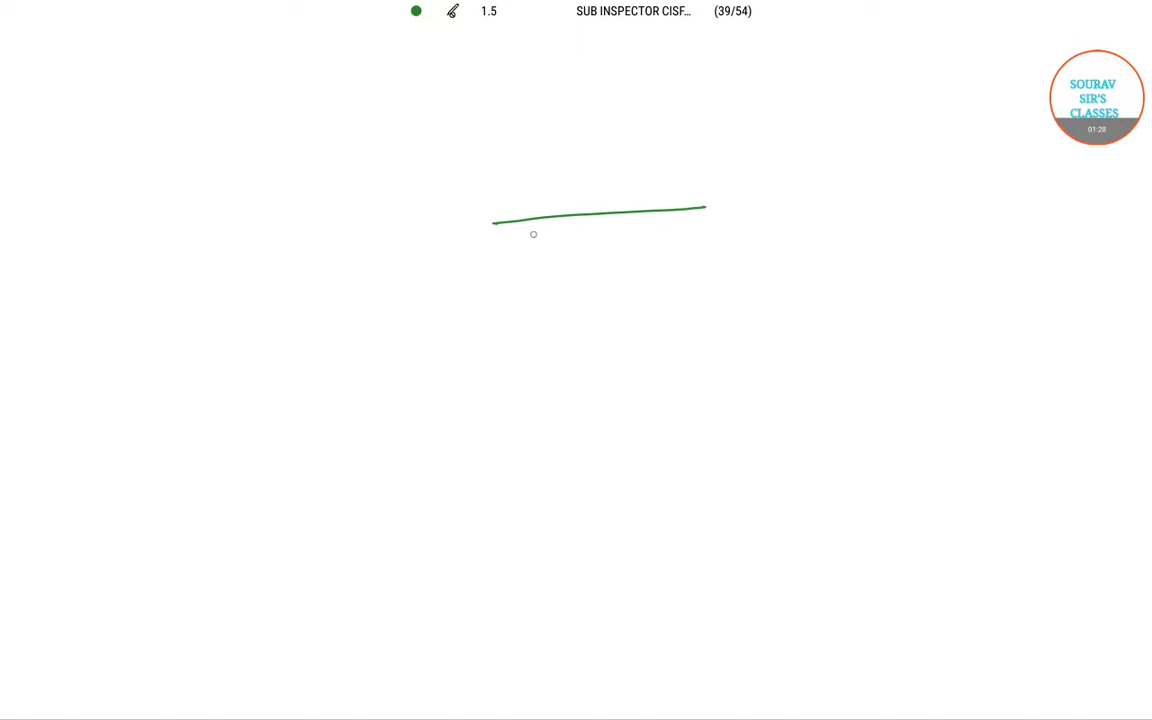 1.5 SUB INSPECTOR CISF... (39/54)
SOURAV
SIR'S
CLASSES
01:28